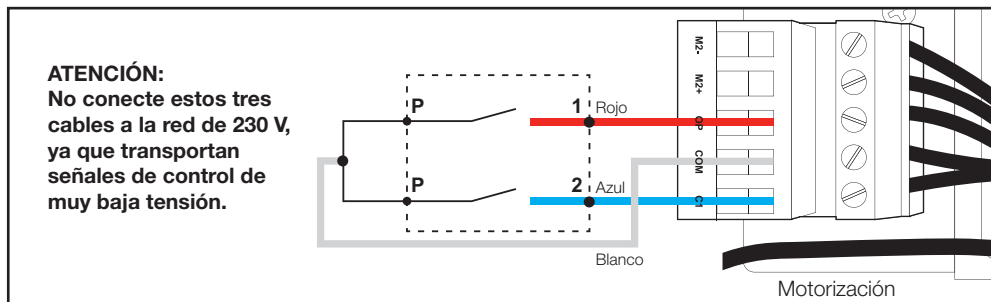 ATENCIÓN:
No conecte estos tres
cables a la red de 230 V,
ya que transportan
señales de control de
muy baja tensión.
P
1 Rojo
P
2 Azul
Blanco
M2-
M2+
OP
COM
C1
Motorización